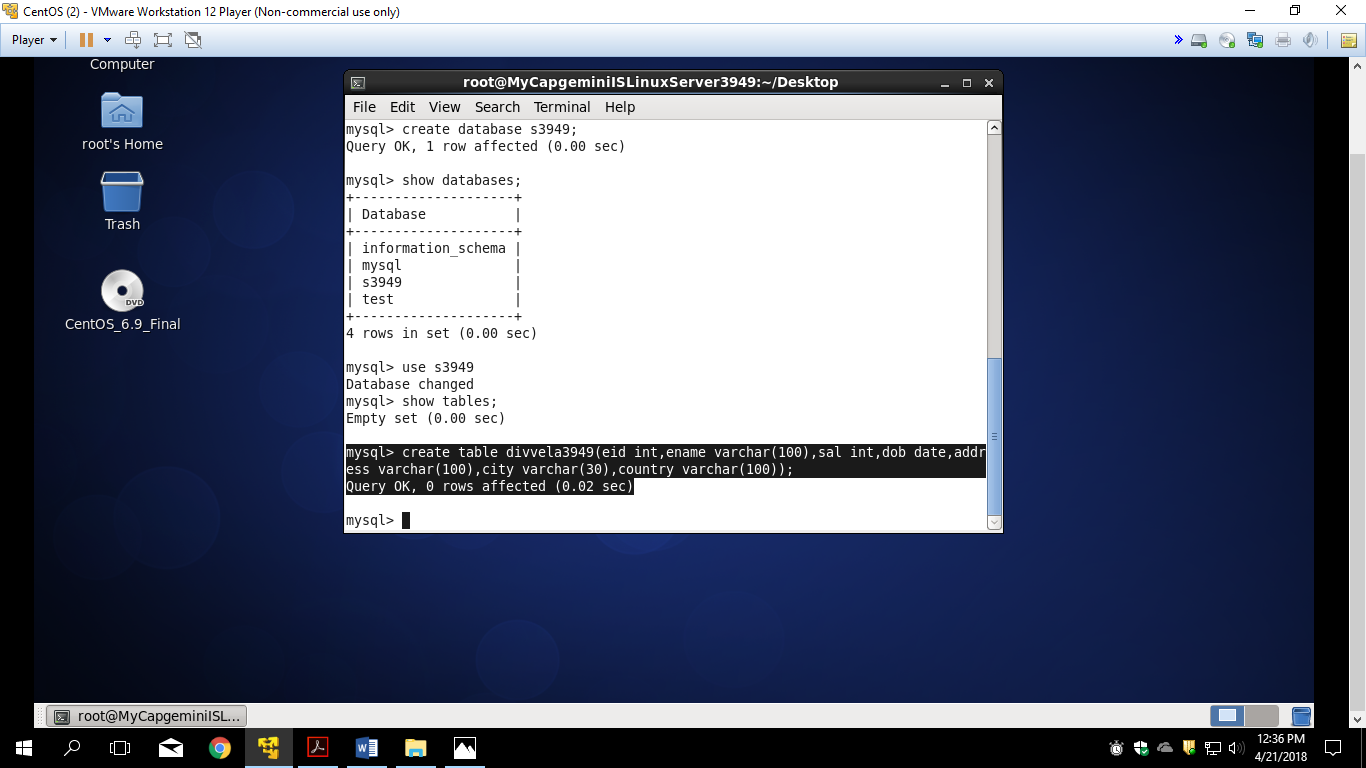 CentOS (2) - VMware Workstation 12 Player (Non-commercial use only)
Player
Computer
root's Home
Trash
DVD
CentOS_6.9_Final
root@MyCapgeminiISLinuxServer3949:~/Desktop
File Edit View Search Terminal Help
mysql> create database s3949;
Query OK, 1 row affected (0.00 sec)
mysql> show databases;
+--------------------+
| Database           |
+--------------------+
| information_schema |
| mysql              |
| s3949              |
| test               |
+--------------------+
4 rows in set (0.00 sec)
mysql> use s3949
Database changed
mysql> show tables;
Empty set (0.00 sec)
mysql> create table divvela3949(eid int,ename varchar(100),sal int,dob date,addr
ess varchar(100),city varchar(30),country varchar(100));
Query OK, 0 rows affected (0.02 sec)
mysql>
root@MyCapgeminiISL...
12:36 PM
4/21/2018